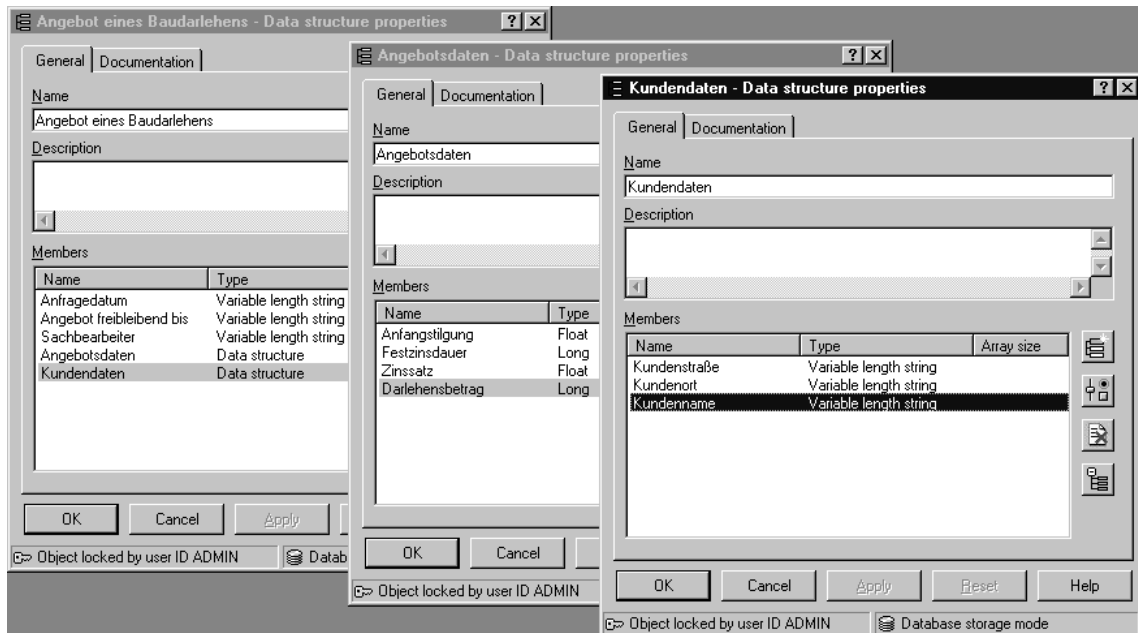 Angebot eines Baudarlehens - Data structure properties
General Documentation
Name
Angebot eines Baudarlehens
Description
Members
Name Type
Anfragedatum Variable length string
Angebot freibleibend bis Variable length string
Sachbearbeiter Variable length string
Angebotsdaten Data structure
Kundendaten Data structure
OK Cancel Apply
Object locked by user ID ADMIN Datab
Angebotsdaten - Data structure properties
General Documentation
Name
Angebotsdaten
Description
Members
Name Type
Anfangstilgung Float
Festzinsdauer Long
Zinssatz Float
Darlehensbetrag Long
OK Cancel
Object locked by user ID ADMIN
Kundendaten - Data structure properties
General Documentation
Name
Kundendaten
Description
Members
Name Type Array size
Kundenstraße Variable length string
Kundenort Variable length string
Kundenname Variable length string
OK Cancel Apply Reset Help
Object locked by user ID ADMIN Database storage mode